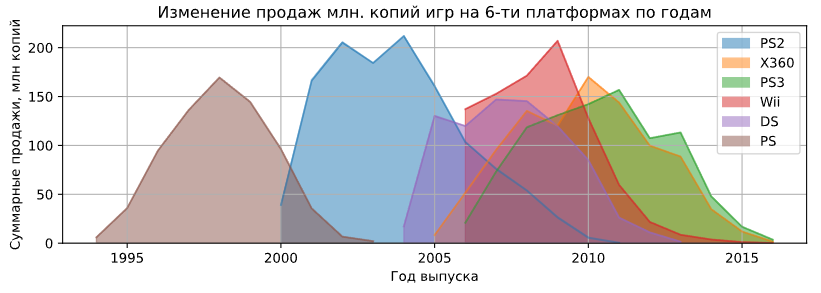 Изменение продаж млн. копий игр на 6-ти платформах по годам
Суммарные продажи, млн копий
200
150
100
50
0
1995
2000
2005
2010
2015
Год выпуска
PS2
X360
PS3
Wii
DS
PS